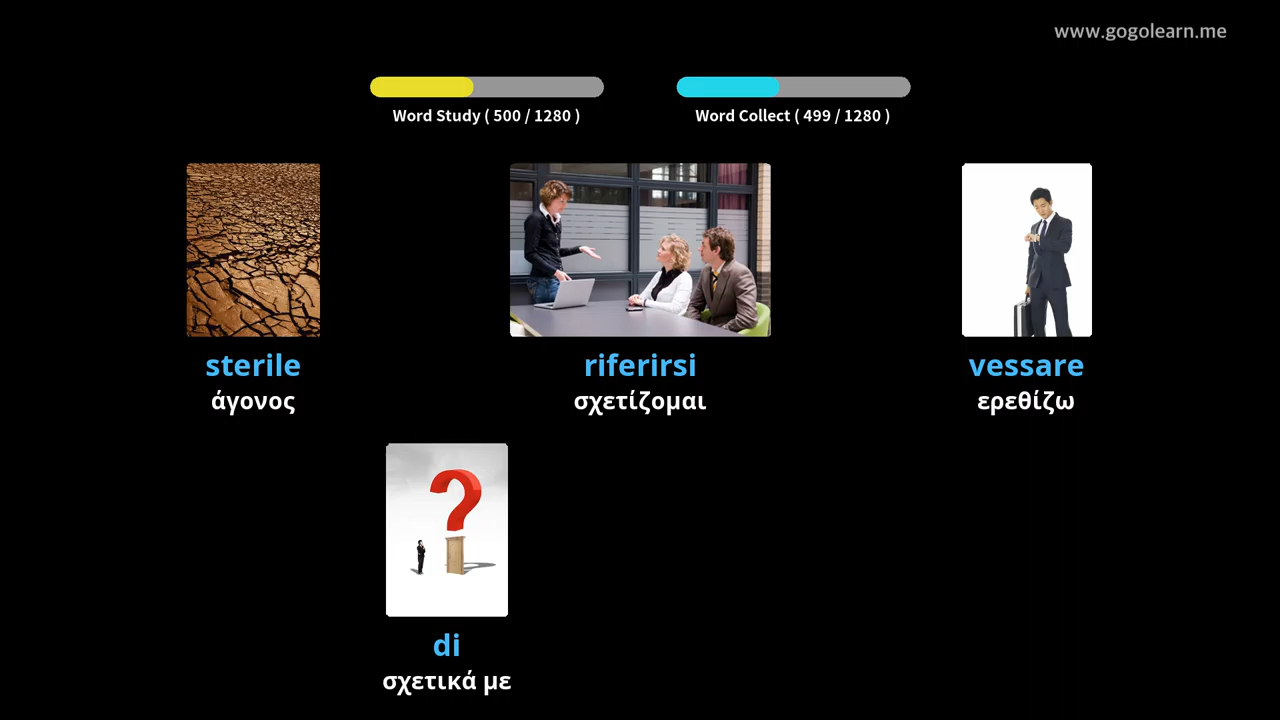 www.gogolearn.me
Word Study ( 500 / 1280 )
Word Collect ( 499 / 1280 )
sterile
άγονος
riferirsi
σχετίζομαι
vessare
ερεθίζω
di
σχετικά με